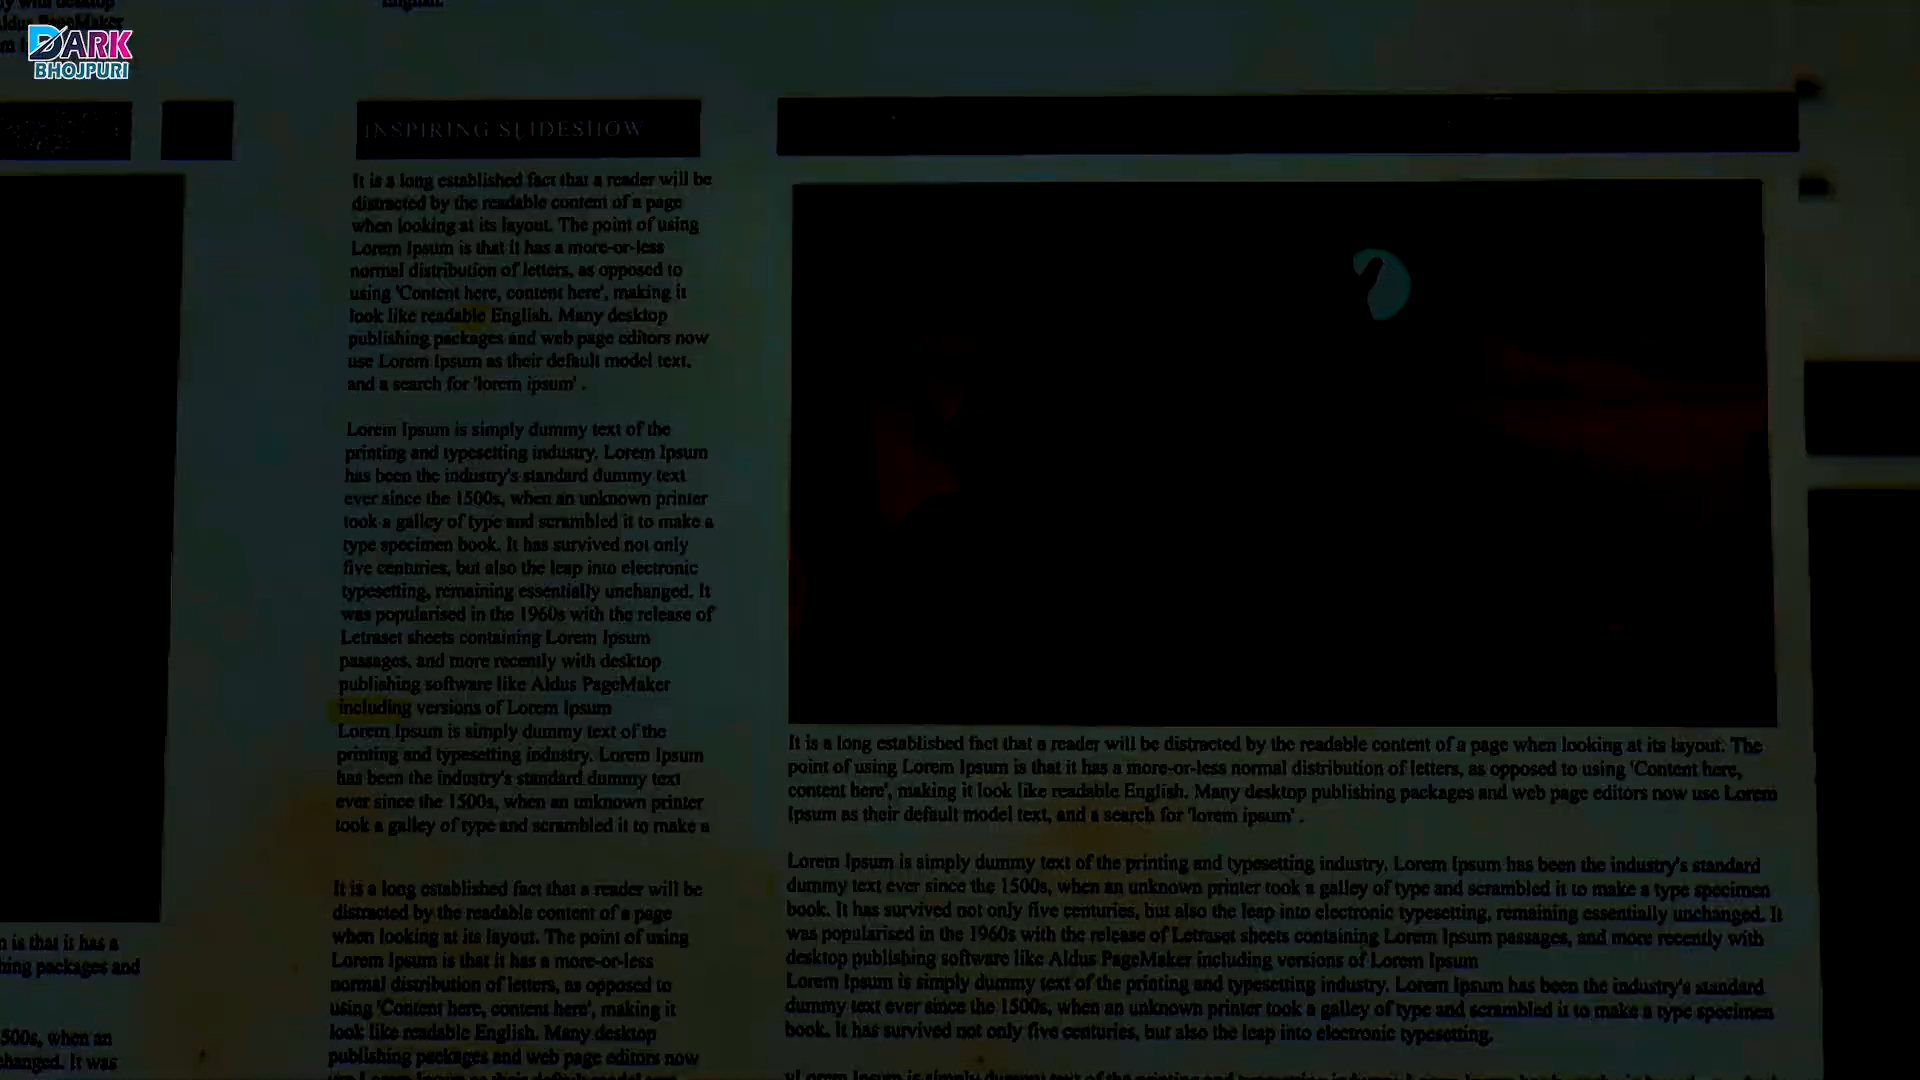 y with desktop
Aldus PageMaker
English.
DARK
BHOJPURI
INSPIRING SLIDESHOW
It is a long established fact that a reader will be
distracted by the readable content of a page
when looking at its layout. The point of using
Lorem Ipsum is that it has a more-or-less
normal distribution of letters, as opposed to
using 'Content here, content here', making it
look like readable English. Many desktop
publishing packages and web page editors now
use Lorem Ipsum as their default model text,
and a search for 'lorem ipsum' .
Lorem Ipsum is simply dummy text of the
printing and typesetting industry. Lorem Ipsum
has been the industry's standard dummy text
ever since the 1500s, when an unknown printer
took a galley of type and scrambled it to make a
type specimen book. It has survived not only
five centuries, but also the leap into electronic
typesetting, remaining essentially unchanged. It
was popularised in the 1960s with the release of
Letraset sheets containing Lorem Ipsum
passages, and more recently with desktop
publishing software like Aldus PageMaker
including versions of Lorem Ipsum
Lorem Ipsum is simply dummy text of the
printing and typesetting industry. Lorem Ipsum
has been the industry's standard dummy text
ever since the 1500s, when an unknown printer
took a galley of type and scrambled it to make a
It is a long established fact that a reader will be
distracted by the readable content of a page
when looking at its layout. The point of using
Lorem Ipsum is that it has a more-or-less
normal distribution of letters, as opposed to
using 'Content here, content here', making it
look like readable English. Many desktop
publishing packages and web page editors now
It is a long established fact that a reader will be distracted by the readable content of a page when looking at its layout. The
point of using Lorem Ipsum is that it has a more-or-less normal distribution of letters, as opposed to using 'Content here,
content here', making it look like readable English. Many desktop publishing packages and web page editors now use Lorem
Ipsum as their default model text, and a search for 'lorem ipsum' .
Lorem Ipsum is simply dummy text of the printing and typesetting industry. Lorem Ipsum has been the industry's standard
dummy text ever since the 1500s, when an unknown printer took a galley of type and scrambled it to make a type specimen
book. It has survived not only five centuries, but also the leap into electronic typesetting, remaining essentially unchanged. It
was popularised in the 1960s with the release of Letraset sheets containing Lorem Ipsum passages, and more recently with
desktop publishing software like Aldus PageMaker including versions of Lorem Ipsum
Lorem Ipsum is simply dummy text of the printing and typesetting industry. Lorem Ipsum has been the industry's standard
dummy text ever since the 1500s, when an unknown printer took a galley of type and scrambled it to make a type specimen
book. It has survived not only five centuries, but also the leap into electronic typesetting.
n is that it has a
hing packages and
500s, when an
changed. It was